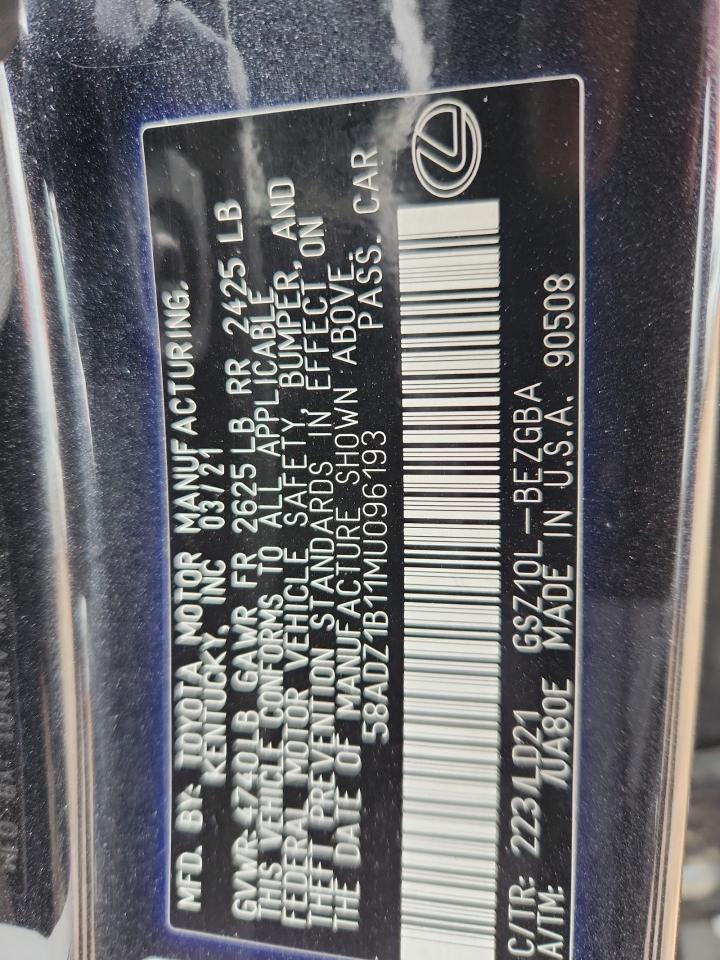 MFD. BY: TOYOTA MOTOR MANUFACTURING.
KENTUCKY, INC 03/21
GVWR 4740LB GAWR FR 2625 LB RR 2425 LB
THIS VEHICLE CONFORMS TO ALL APPLICABLE
FEDERAL MOTOR VEHICLE SAFETY, BUMPER, AND
THEFT PREVENTION STANDARDS IN EFFECT ON
THE DATE OF MANUFACTURE SHOWN ABOVE.
58ADZ1B11MU096193 PASS. CAR
C/TR: 223/LD21 GSZ10L-BEZGBA
A/TM: /UA80E MADE IN U.S.A. 90508